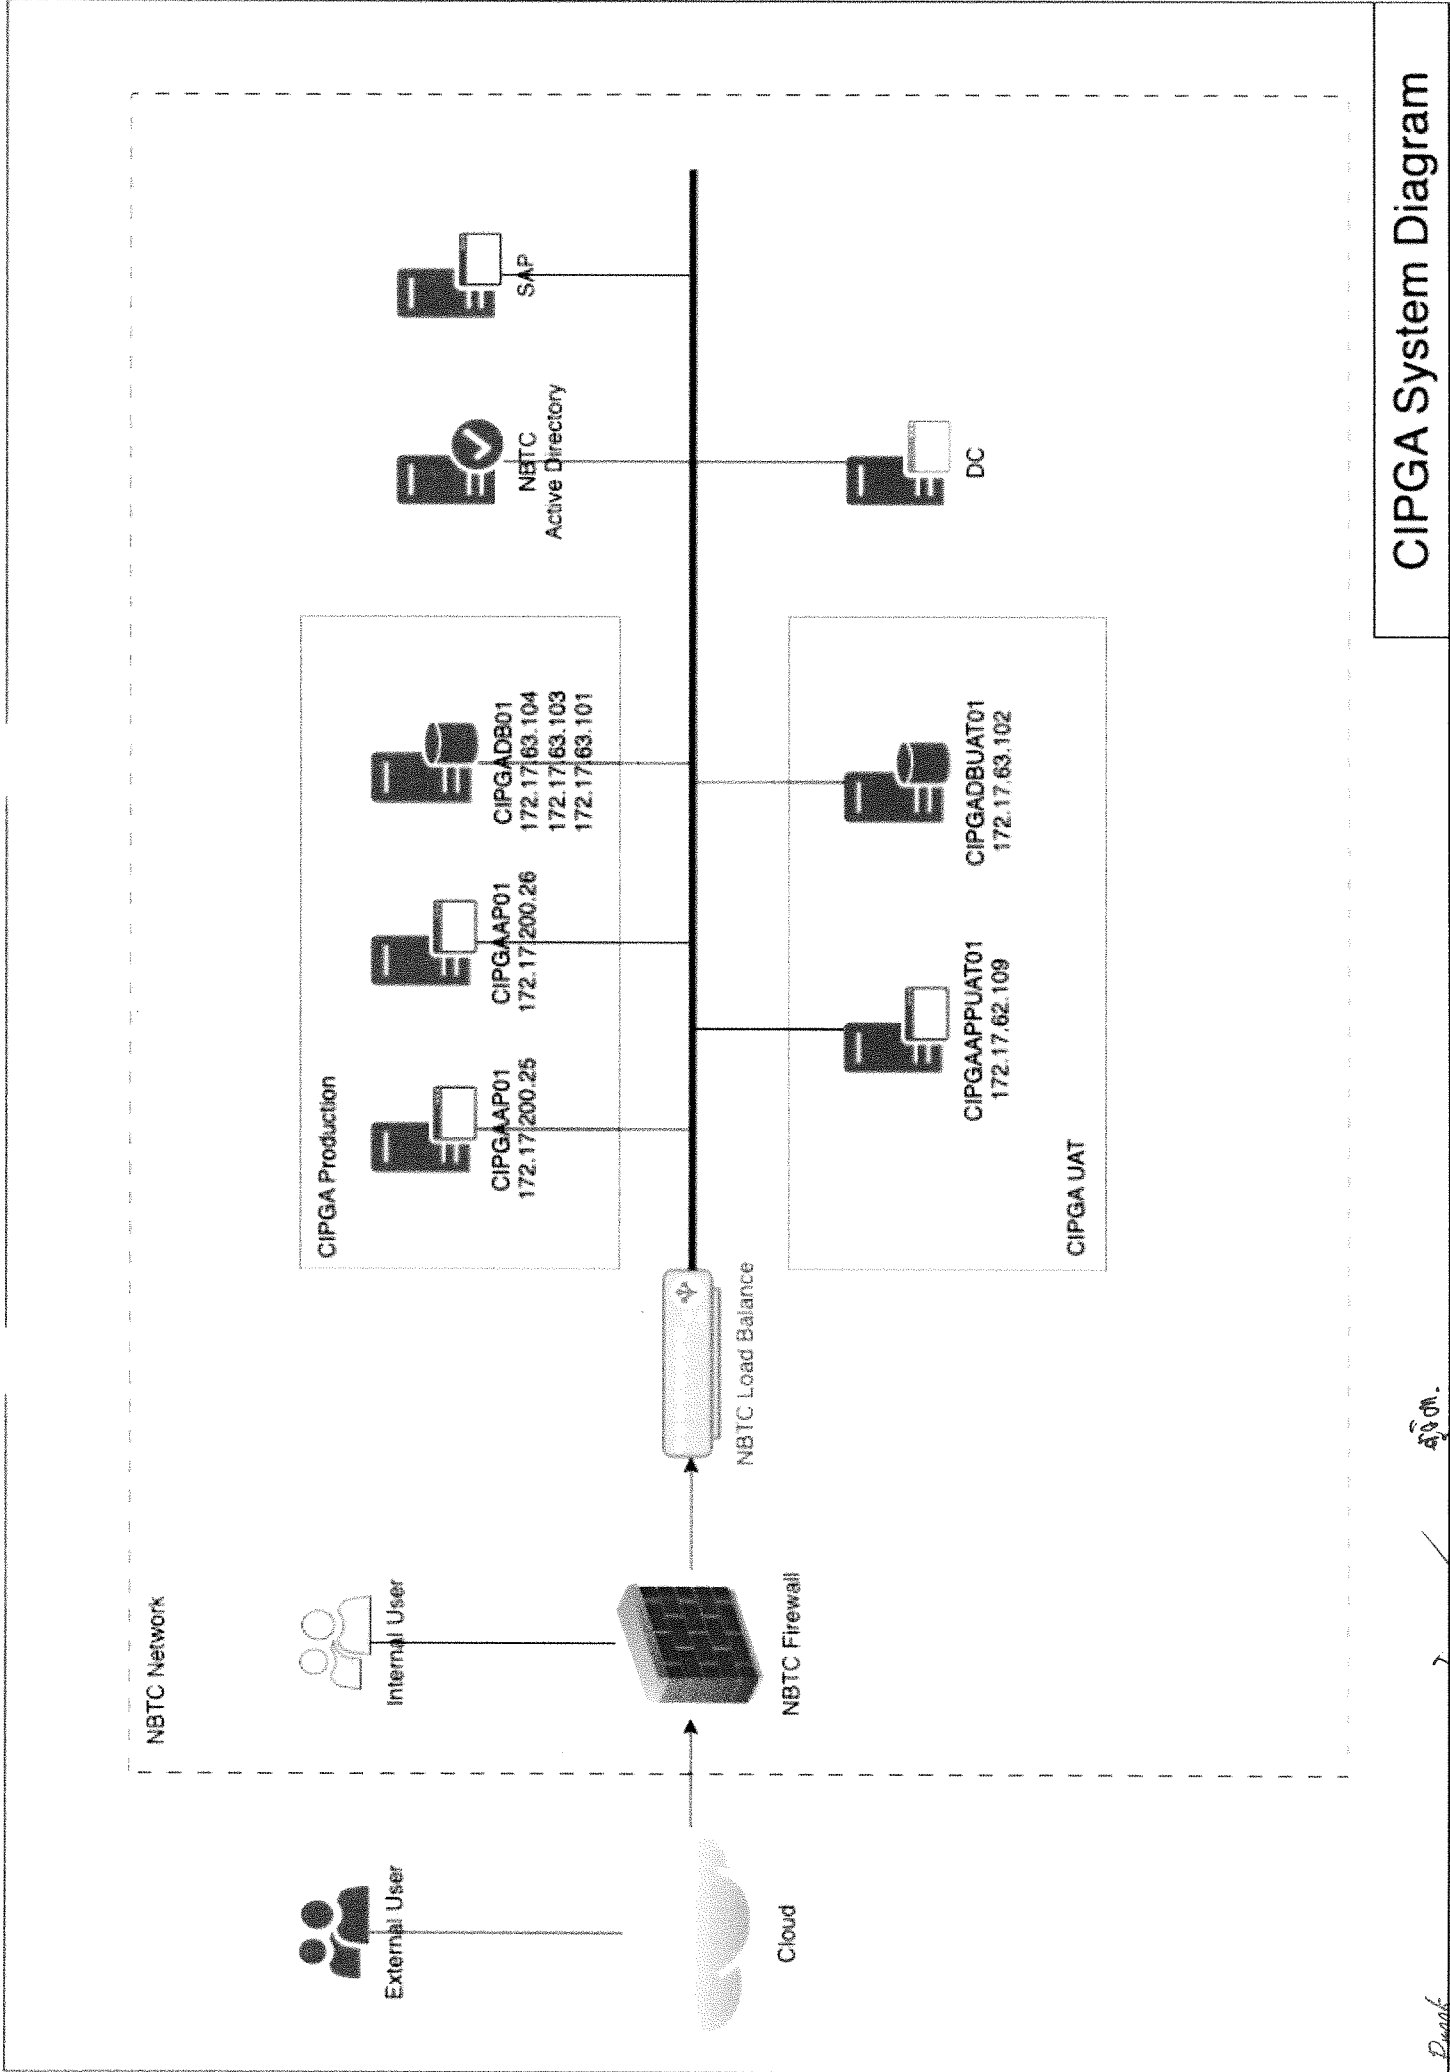 NBTC Network
External User
Cloud
Internal User
NBTC Firewall
NBTC Load Balance
CIPGA Production
CIPGAAP01
172.17.200.25
CIPGAAP01
172.17.200.26
CIPGADB01
172.17.63.104
172.17.63.103
172.17.63.101
NBTC
Active Directory
SAP
CIPGA UAT
CIPGAAPPUAT01
172.17.62.109
CIPGADBUAT01
172.17.63.102
DC
CIPGA System Diagram